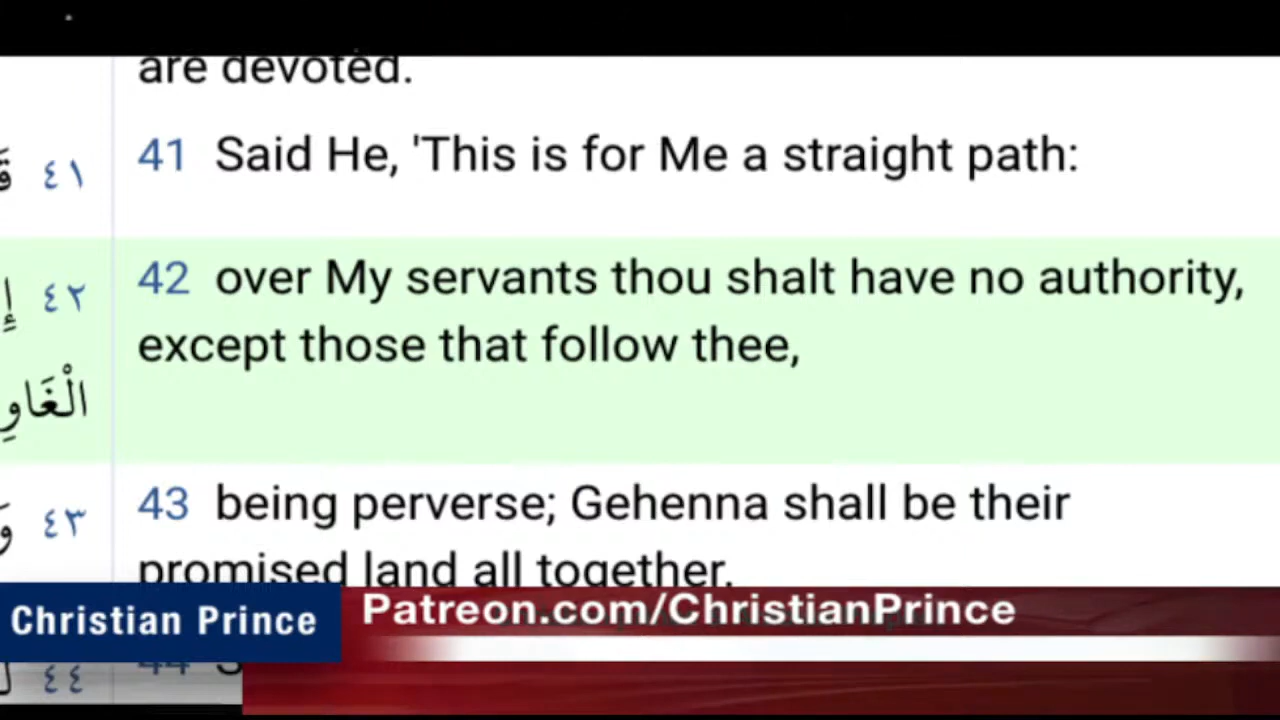 are devoted.
٤١
41 Said He, 'This is for Me a straight path:
٤٢
42 over My servants thou shalt have no authority,
except those that follow thee,
٤٣
43 being perverse; Gehenna shall be their
promised land all together.
Christian Prince
Patreon.com/ChristianPrince
٤٤
44